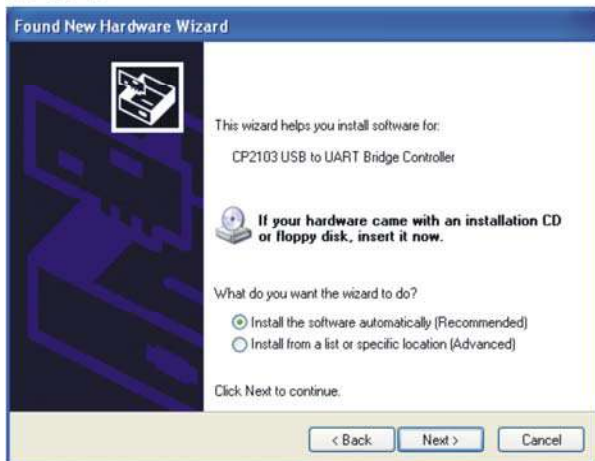 Found New Hardware Wizard
This wizard helps you install software for:
CP2103 USB to UART Bridge Controller
If your hardware came with an installation CD
or floppy disk, insert it now.
What do you want the wizard to do?
Install the software automatically (Recommended)
Install from a list or specific location (Advanced)
Click Next to continue.
< Back
Next >
Cancel